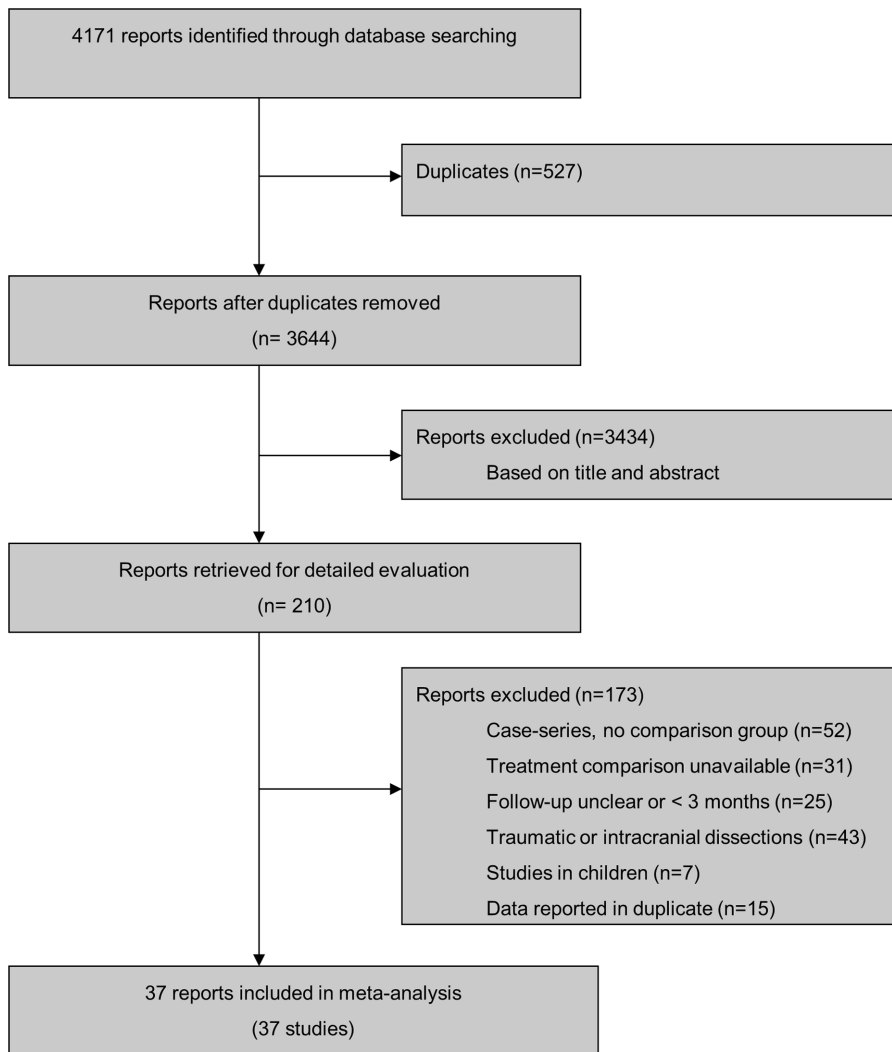 4171 reports identified through database searching
Duplicates (n=527)
Reports after duplicates removed
(n= 3644)
Reports excluded (n=3434)
Based on title and abstract
Reports retrieved for detailed evaluation
(n= 210)
Reports excluded (n=173)
Case-series, no comparison group (n=52)
Treatment comparison unavailable (n=31)
Follow-up unclear or < 3 months (n=25)
Traumatic or intracranial dissections (n=43)
Studies in children (n=7)
Data reported in duplicate (n=15)
37 reports included in meta-analysis
(37 studies)